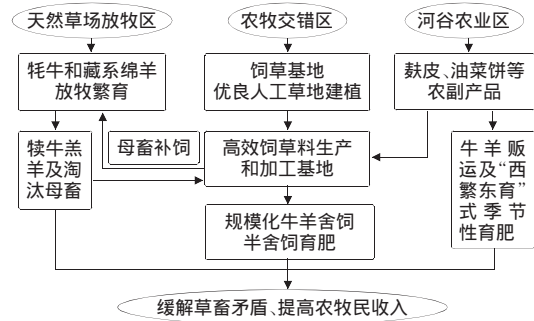 天然草场放牧区
农牧交错区
河谷农业区
牦牛和藏系绵羊
放牧繁育
饲草基地
优良人工草地建植
麸皮、油菜饼等
农副产品
犊牛羔
羊及淘
汰母畜
母畜补饲
高效饲草料生产
和加工基地
牛羊贩
运及“西
繁东育”
式季节
性育肥
规模化牛羊舍饲
半舍饲育肥
缓解草畜矛盾、提高农牧民收入